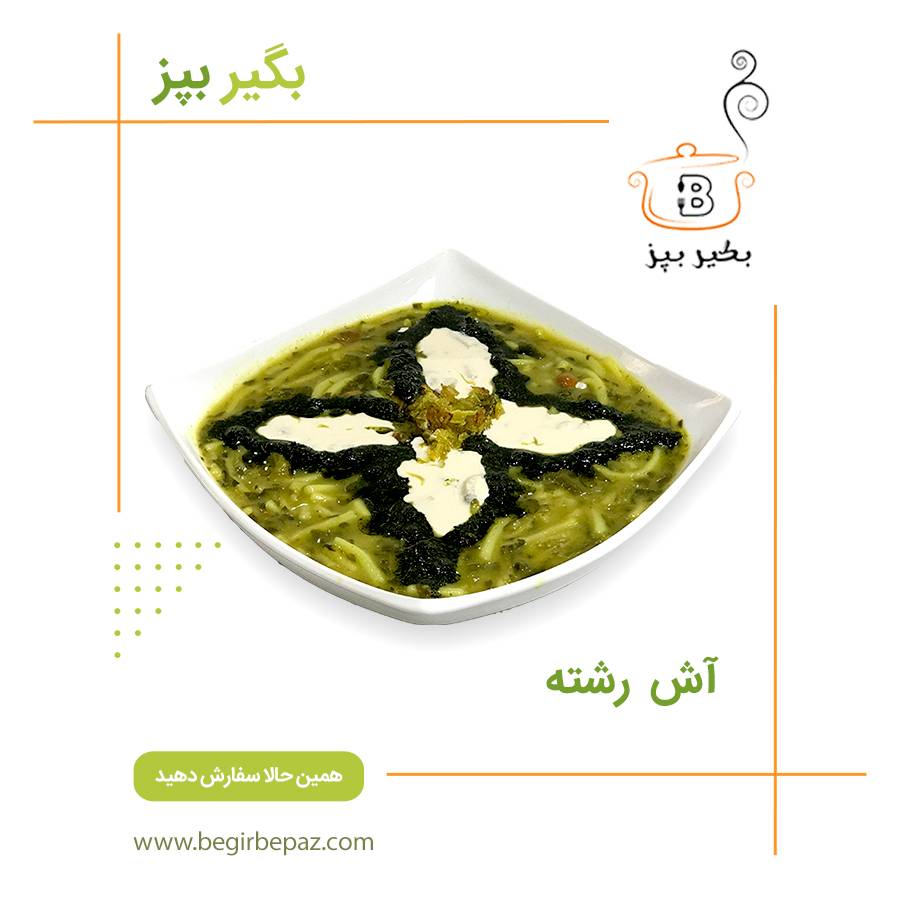 بگیر بپز
B
بگیر بپز
آش رشته
همین حالا سفارش دهید
www.begirbepaz.com